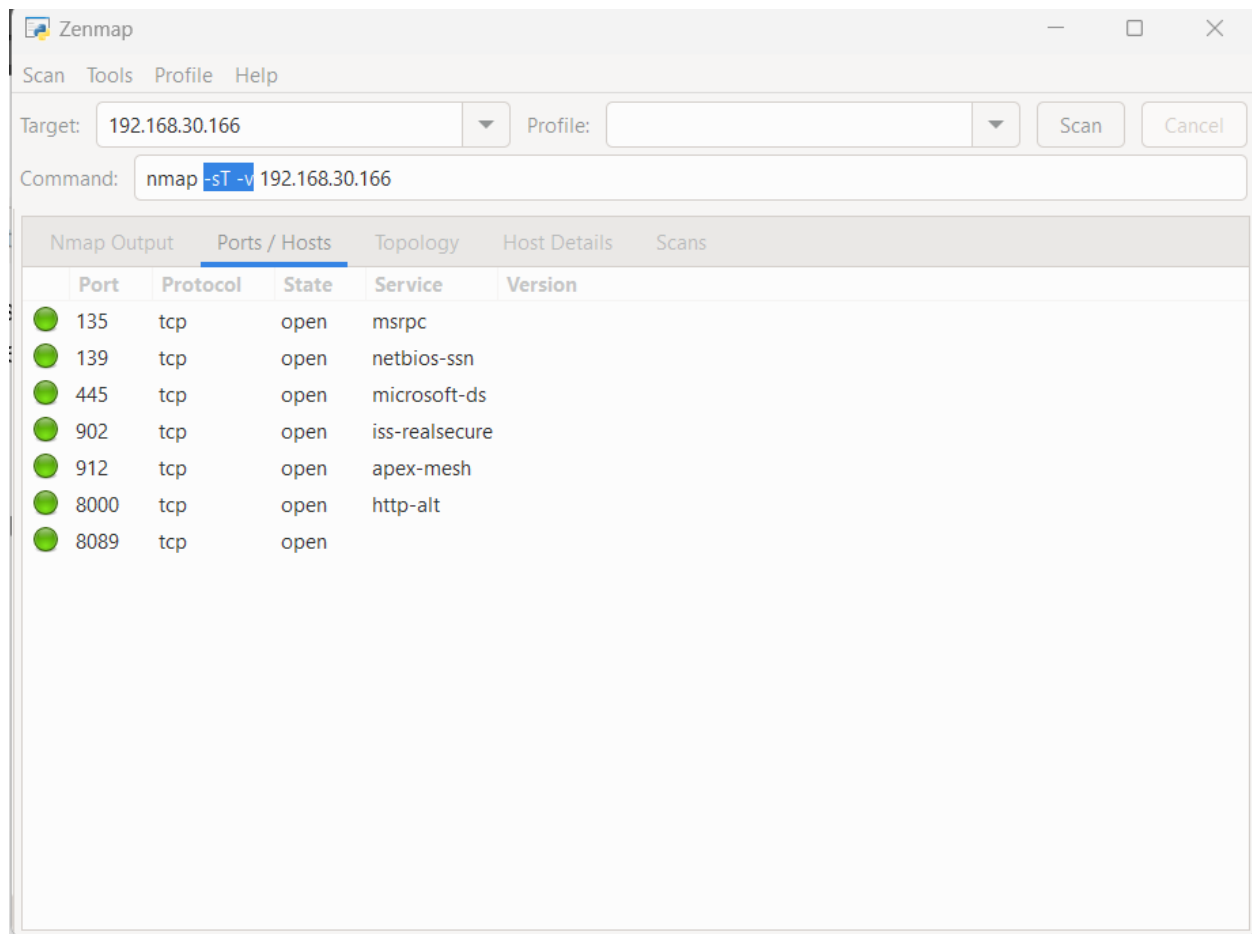 Zenmap
Scan Tools Profile Help
Target: 192.168.30.166 Profile: Scan Cancel
Command: nmap -sT -v 192.168.30.166
Nmap Output Ports / Hosts Topology Host Details Scans
Port Protocol State Service Version
135 tcp open msrpc
139 tcp open netbios-ssn
445 tcp open microsoft-ds
902 tcp open iss-realsecure
912 tcp open apex-mesh
8000 tcp open http-alt
8089 tcp open